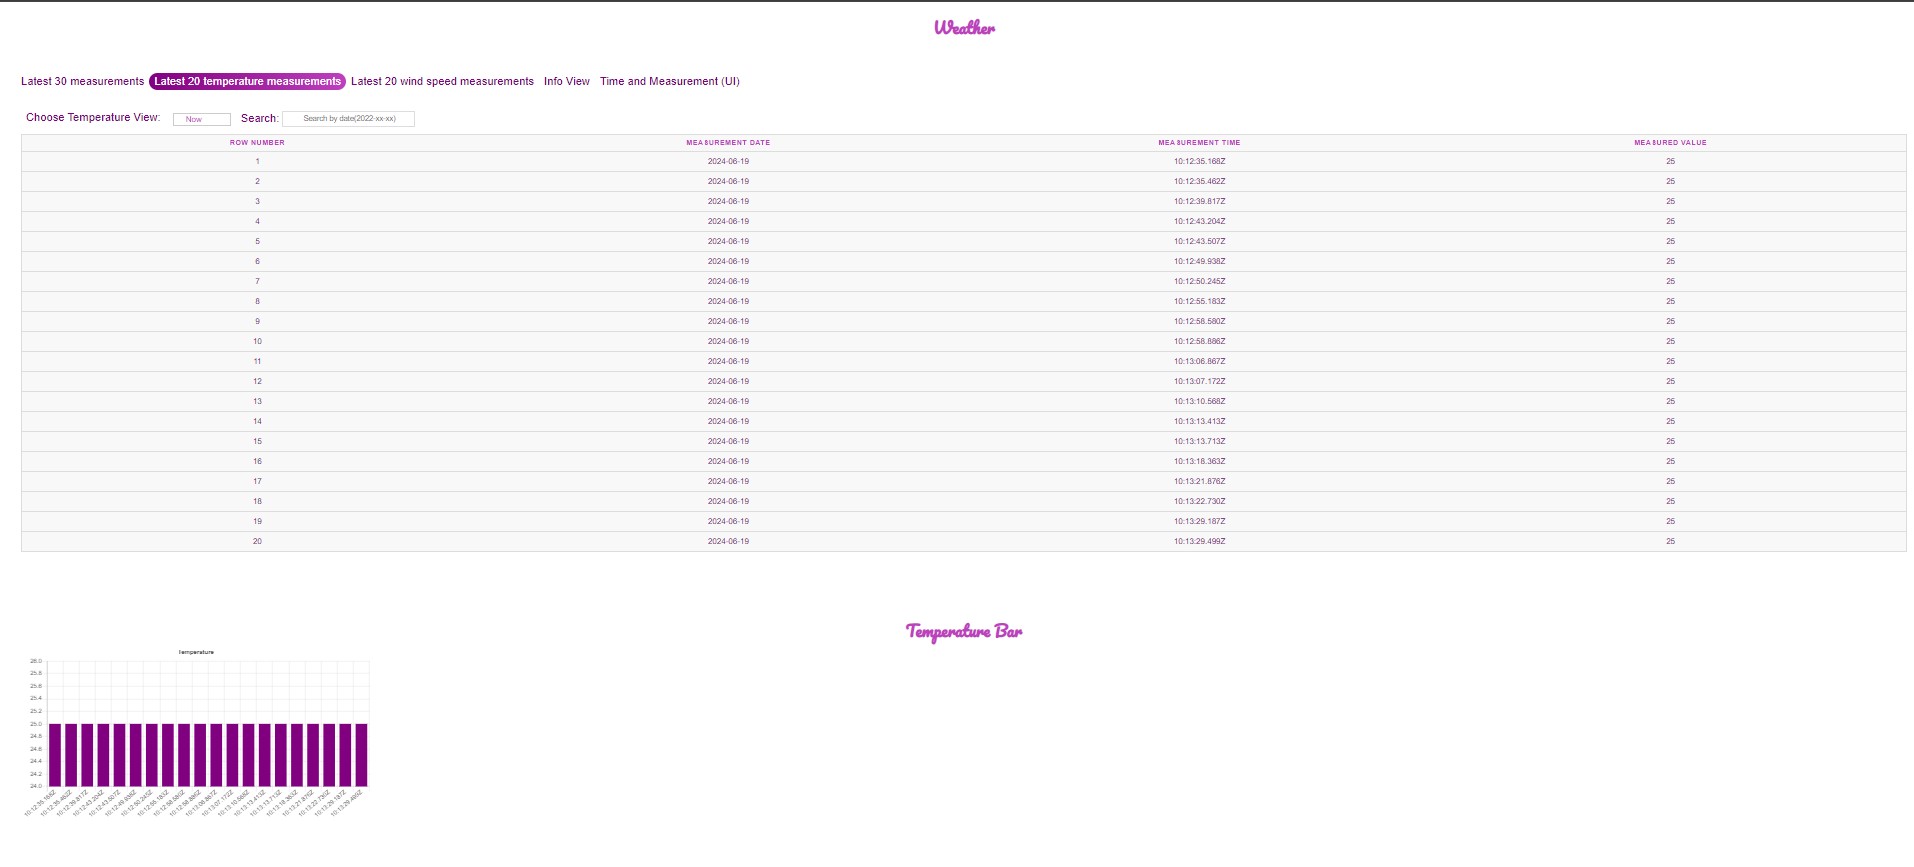 Weather
Latest 30 measurements Latest 20 temperature measurements Latest 20 wind speed measurements Info View Time and Measurement (UI)
Choose Temperature View: Now Search: Search by date(2022-xx-xx)
ROW NUMBER MEASUREMENT DATE MEASUREMENT TIME MEASURED VALUE
1 2024-06-19 10:12:35.168Z 25
2 2024-06-19 10:12:35.462Z 25
3 2024-06-19 10:12:39.817Z 25
4 2024-06-19 10:12:43.204Z 25
5 2024-06-19 10:12:43.507Z 25
6 2024-06-19 10:12:49.938Z 25
7 2024-06-19 10:12:50.245Z 25
8 2024-06-19 10:12:55.183Z 25
9 2024-06-19 10:12:58.580Z 25
10 2024-06-19 10:12:58.886Z 25
11 2024-06-19 10:13:06.867Z 25
12 2024-06-19 10:13:07.172Z 25
13 2024-06-19 10:13:10.568Z 25
14 2024-06-19 10:13:13.413Z 25
15 2024-06-19 10:13:13.713Z 25
16 2024-06-19 10:13:18.363Z 25
17 2024-06-19 10:13:21.876Z 25
18 2024-06-19 10:13:22.730Z 25
19 2024-06-19 10:13:29.187Z 25
20 2024-06-19 10:13:29.499Z 25
Temperature Bar
Temperature
26.0
25.8
25.6
25.4
25.2
25.0
24.8
24.6
24.4
24.2
24.0
10:12:35.168Z 10:12:35.462Z 10:12:39.817Z 10:12:43.204Z 10:12:43.507Z 10:12:49.938Z 10:12:50.245Z 10:12:55.183Z 10:12:58.580Z 10:12:58.886Z 10:13:06.867Z 10:13:07.172Z 10:13:10.568Z 10:13:13.413Z 10:13:13.713Z 10:13:18.363Z 10:13:21.876Z 10:13:22.730Z 10:13:29.187Z 10:13:29.499Z